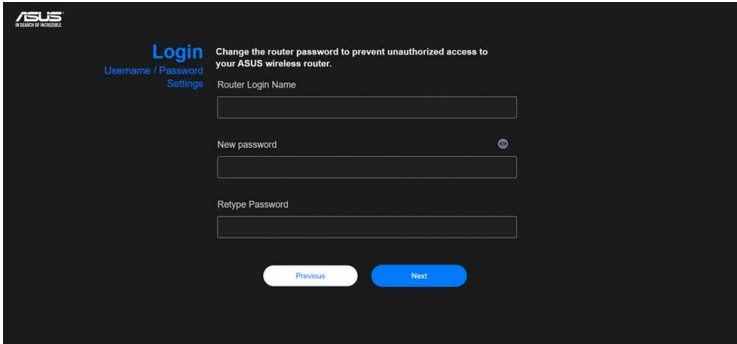 ASUS
IN SEARCH OF INCREDIBLE
Login
Username / Password
Settings
Change the router password to prevent unauthorized access to
your ASUS wireless router.
Router Login Name
New password
Retype Password
Previous
Next